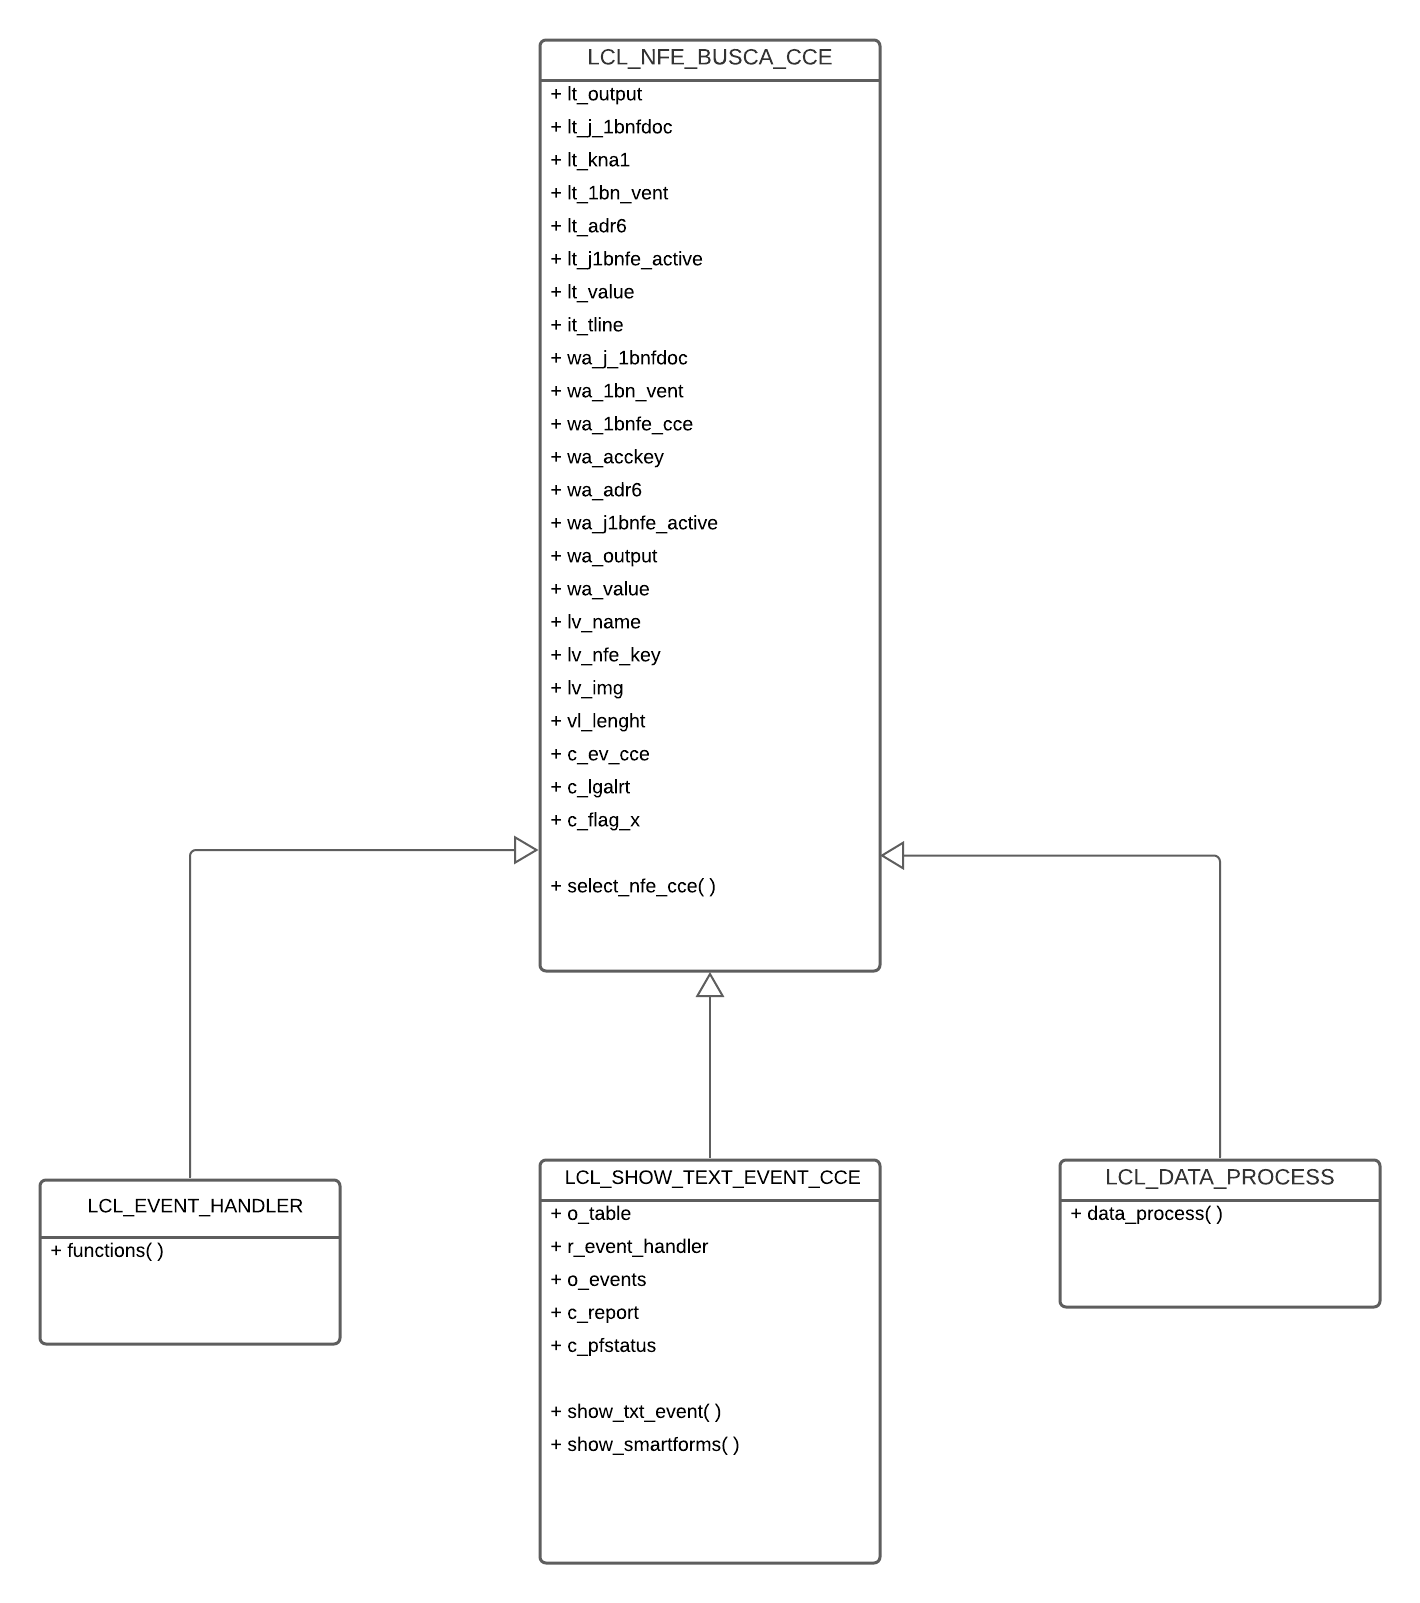 LCL_NFE_BUSCA_CCE
+ lt_output
+ lt_j_1bnfdoc
+ lt_kna1
+ lt_1bn_vent
+ lt_adr6
+ lt_j1bnfe_active
+ lt_value
+ it_tline
+ wa_j_1bnfdoc
+ wa_1bn_vent
+ wa_1bnfe_cce
+ wa_acckey
+ wa_adr6
+ wa_j1bnfe_active
+ wa_output
+ wa_value
+ lv_name
+ lv_nfe_key
+ lv_img
+ vl_lenght
+ c_ev_cce
+ c_lgalrt
+ c_flag_x
+ select_nfe_cce( )
LCL_EVENT_HANDLER
+ functions( )
LCL_SHOW_TEXT_EVENT_CCE
+ o_table
+ r_event_handler
+ o_events
+ c_report
+ c_pfstatus
+ show_txt_event( )
+ show_smartforms( )
LCL_DATA_PROCESS
+ data_process( )